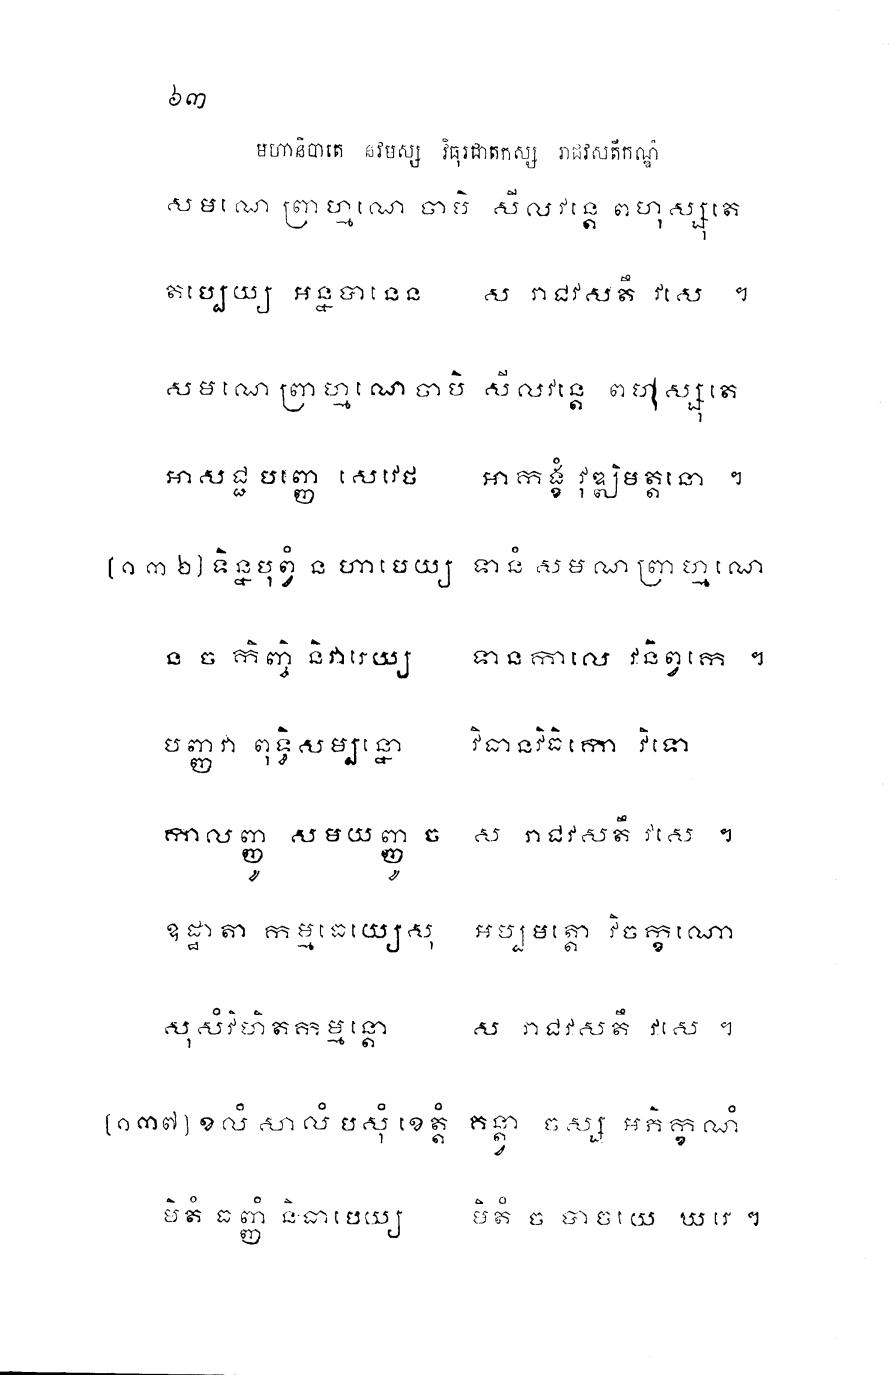 ៦៣
មហានិបាតេ នវមស្ស វិធុរជាតកស្ស រាជវសតីកណ្ឌំ
សមណេ ព្រាហ្មណេ ចាបិ សីលវន្តេ ពហុស្សុតេ
តប្បេយ្យ អន្នបានេន ស រាជវសតឹ វសេ ។
សមណេ ព្រាហ្មណេ ចាបិ សីលវន្តេ ពហុស្សុតេ
អាសជ្ជ បញ្ញេ សេវេថ អាកង្ខំ វុឌ្ឍិមត្តនោ ។
[១៣៦] ទិន្នបុព្វំ ន ហាបេយ្យ ទានំ សមណព្រាហ្មណេ
ន ច កិញ្ចិ និវារេយ្យ ទានកាលេ វនិព្វកេ ។
បញ្ញវា ពុទ្ធិសម្បន្នោ វិធានវិធិកោ វិទោ
កាលញ្ញូ សមយញ្ញូ ច ស រាជវសតឹ វសេ ។
ឧដ្ឋាតា កម្មធេយ្យេសុ អប្បមត្តោ វិចក្ខណោ
សុសំវិហិតកម្មន្តោ ស រាជវសតឹ វសេ ។
[១៣៧] ខលំ សាលំ បសុំ ខេត្តំ គន្ត្វា ចស្ស អភិក្ខណំ
មិតំ ធញ្ញំ និធាបេយ្យេ មិតំ ច បាចយេ ឃរេ ។